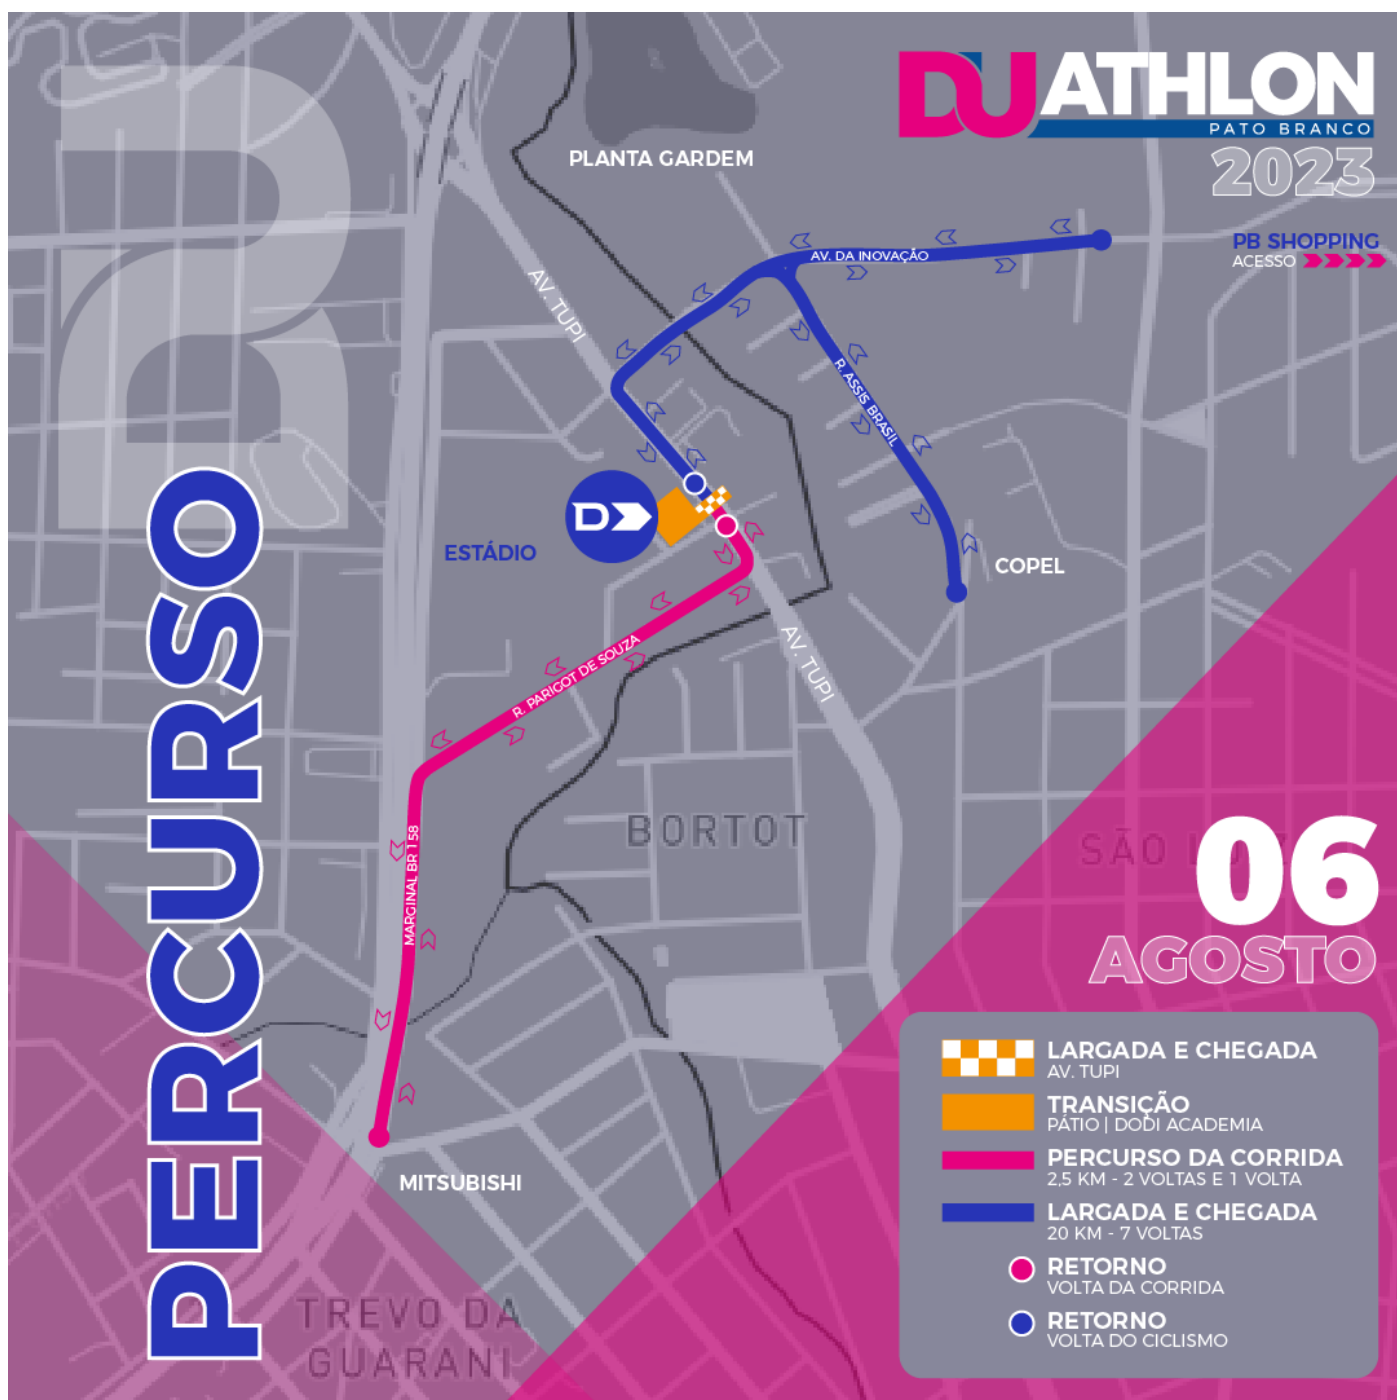 DUATHLON
PATO BRANCO
2023
PLANTA GARDEM
PB SHOPPING
ACESSO
AV. DA INOVAÇÃO
AV. TUPI
R. ASSIS BRASIL
D
ESTÁDIO
COPEL
AV. TUPI
R. PARIGOT DE SOUZA
MARGINAL BR 158
BORTOT
SÃO
06
AGOSTO
PERCURSO
MITSUBISHI
TREVO DA
GUARANI
LARGADA E CHEGADA
AV. TUPI
TRANSIÇÃO
PÁTIO | DODI ACADEMIA
PERCURSO DA CORRIDA
2,5 KM - 2 VOLTAS E 1 VOLTA
LARGADA E CHEGADA
20 KM - 7 VOLTAS
RETORNO
VOLTA DA CORRIDA
RETORNO
VOLTA DO CICLISMO